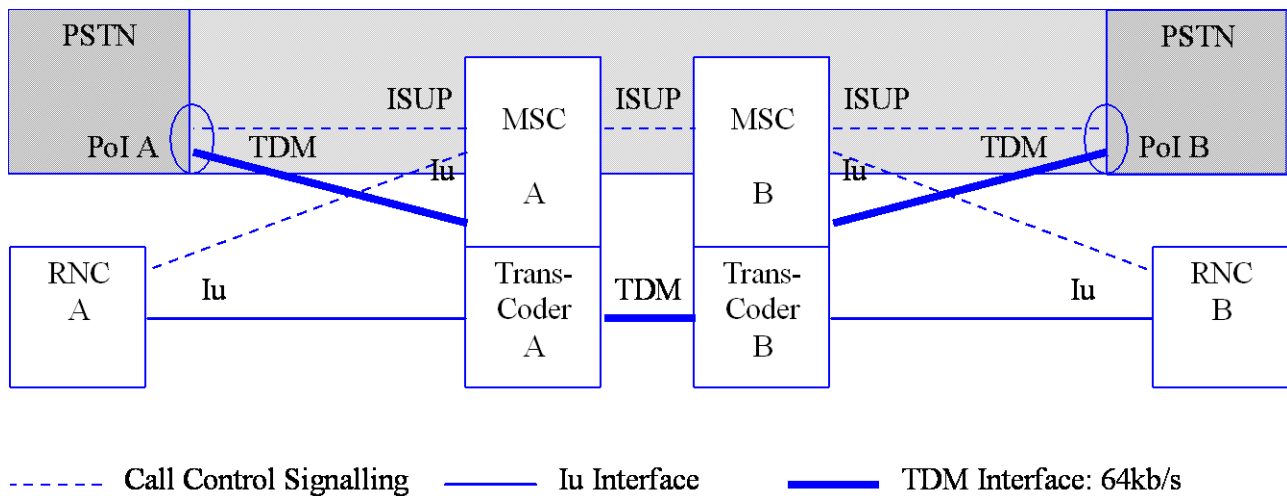 PSTN
PSTN
ISUP
ISUP
ISUP
MSC
A
MSC
B
PoI A
TDM
TDM
PoI B
Iu
Iu
RNC
A
Iu
Trans-
Coder
A
TDM
Trans-
Coder
B
Iu
RNC
B
Call Control Signalling
Iu Interface
TDM Interface: 64kb/s